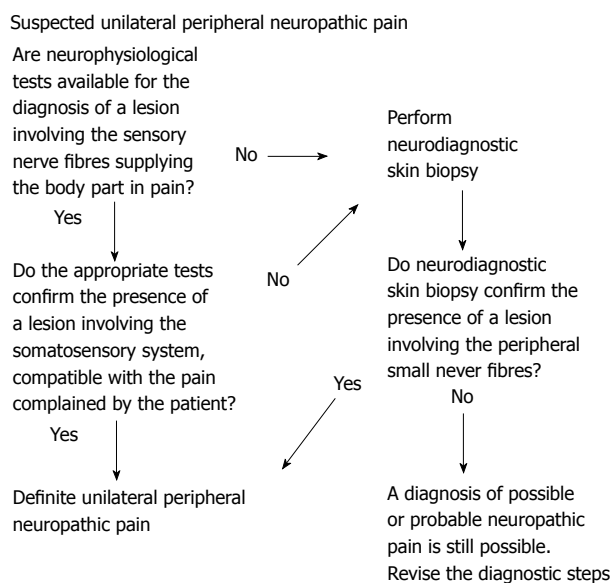 Suspected unilateral peripheral neuropathic pain
Are neurophysiological
tests available for the
diagnosis of a lesion
involving the sensory
nerve fibres supplying
the body part in pain?
No
Perform
neurodiagnostic
skin biopsy
Yes
No
Do the appropriate tests
confirm the presence of
a lesion involving the
somatosensory system,
compatible with the pain
complained by the patient?
Do neurodiagnostic
skin biopsy confirm the
presence of a lesion
involving the peripheral
small never fibres?
Yes
No
Yes
Definite unilateral peripheral
neuropathic pain
A diagnosis of possible
or probable neuropathic
pain is still possible.
Revise the diagnostic steps